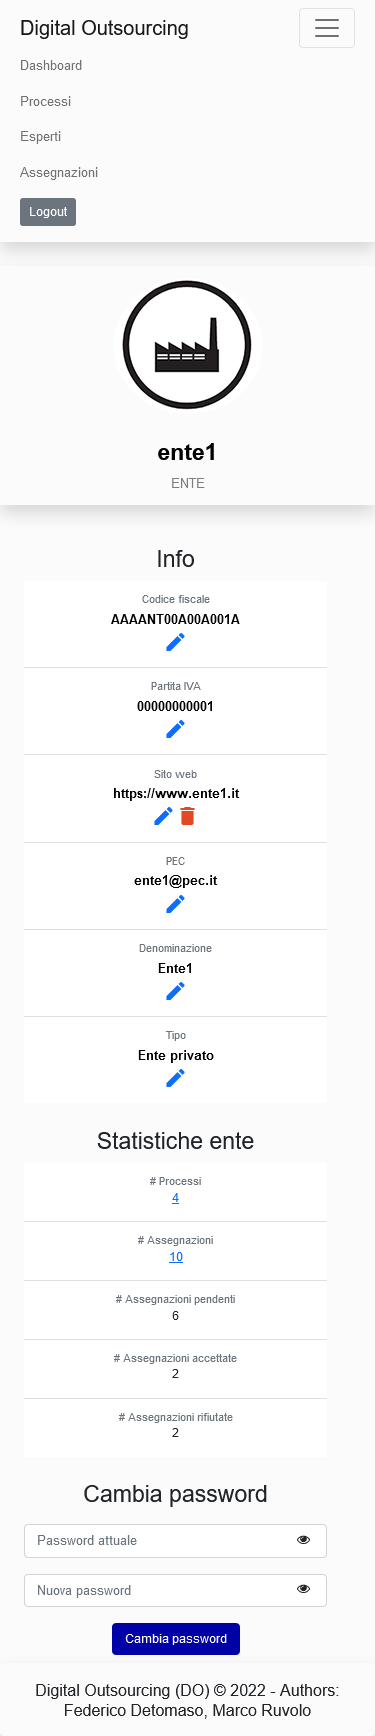 Digital Outsourcing
Dashboard
Processi
Esperti
Assegnazioni
Logout
ente1
ENTE
Info
Codice fiscale
AAAANT00A00A001A
Partita IVA
00000000001
Sito web
https://www.ente1.it
PEC
ente1@pec.it
Denominazione
Ente1
Tipo
Ente privato
Statistiche ente
# Processi
4
# Assegnazioni
10
# Assegnazioni pendenti
6
# Assegnazioni accettate
2
# Assegnazioni rifiutate
2
Cambia password
Password attuale
Nuova password
Cambia password
Digital Outsourcing (DO) © 2022 - Authors:
Federico Detomaso, Marco Ruvolo